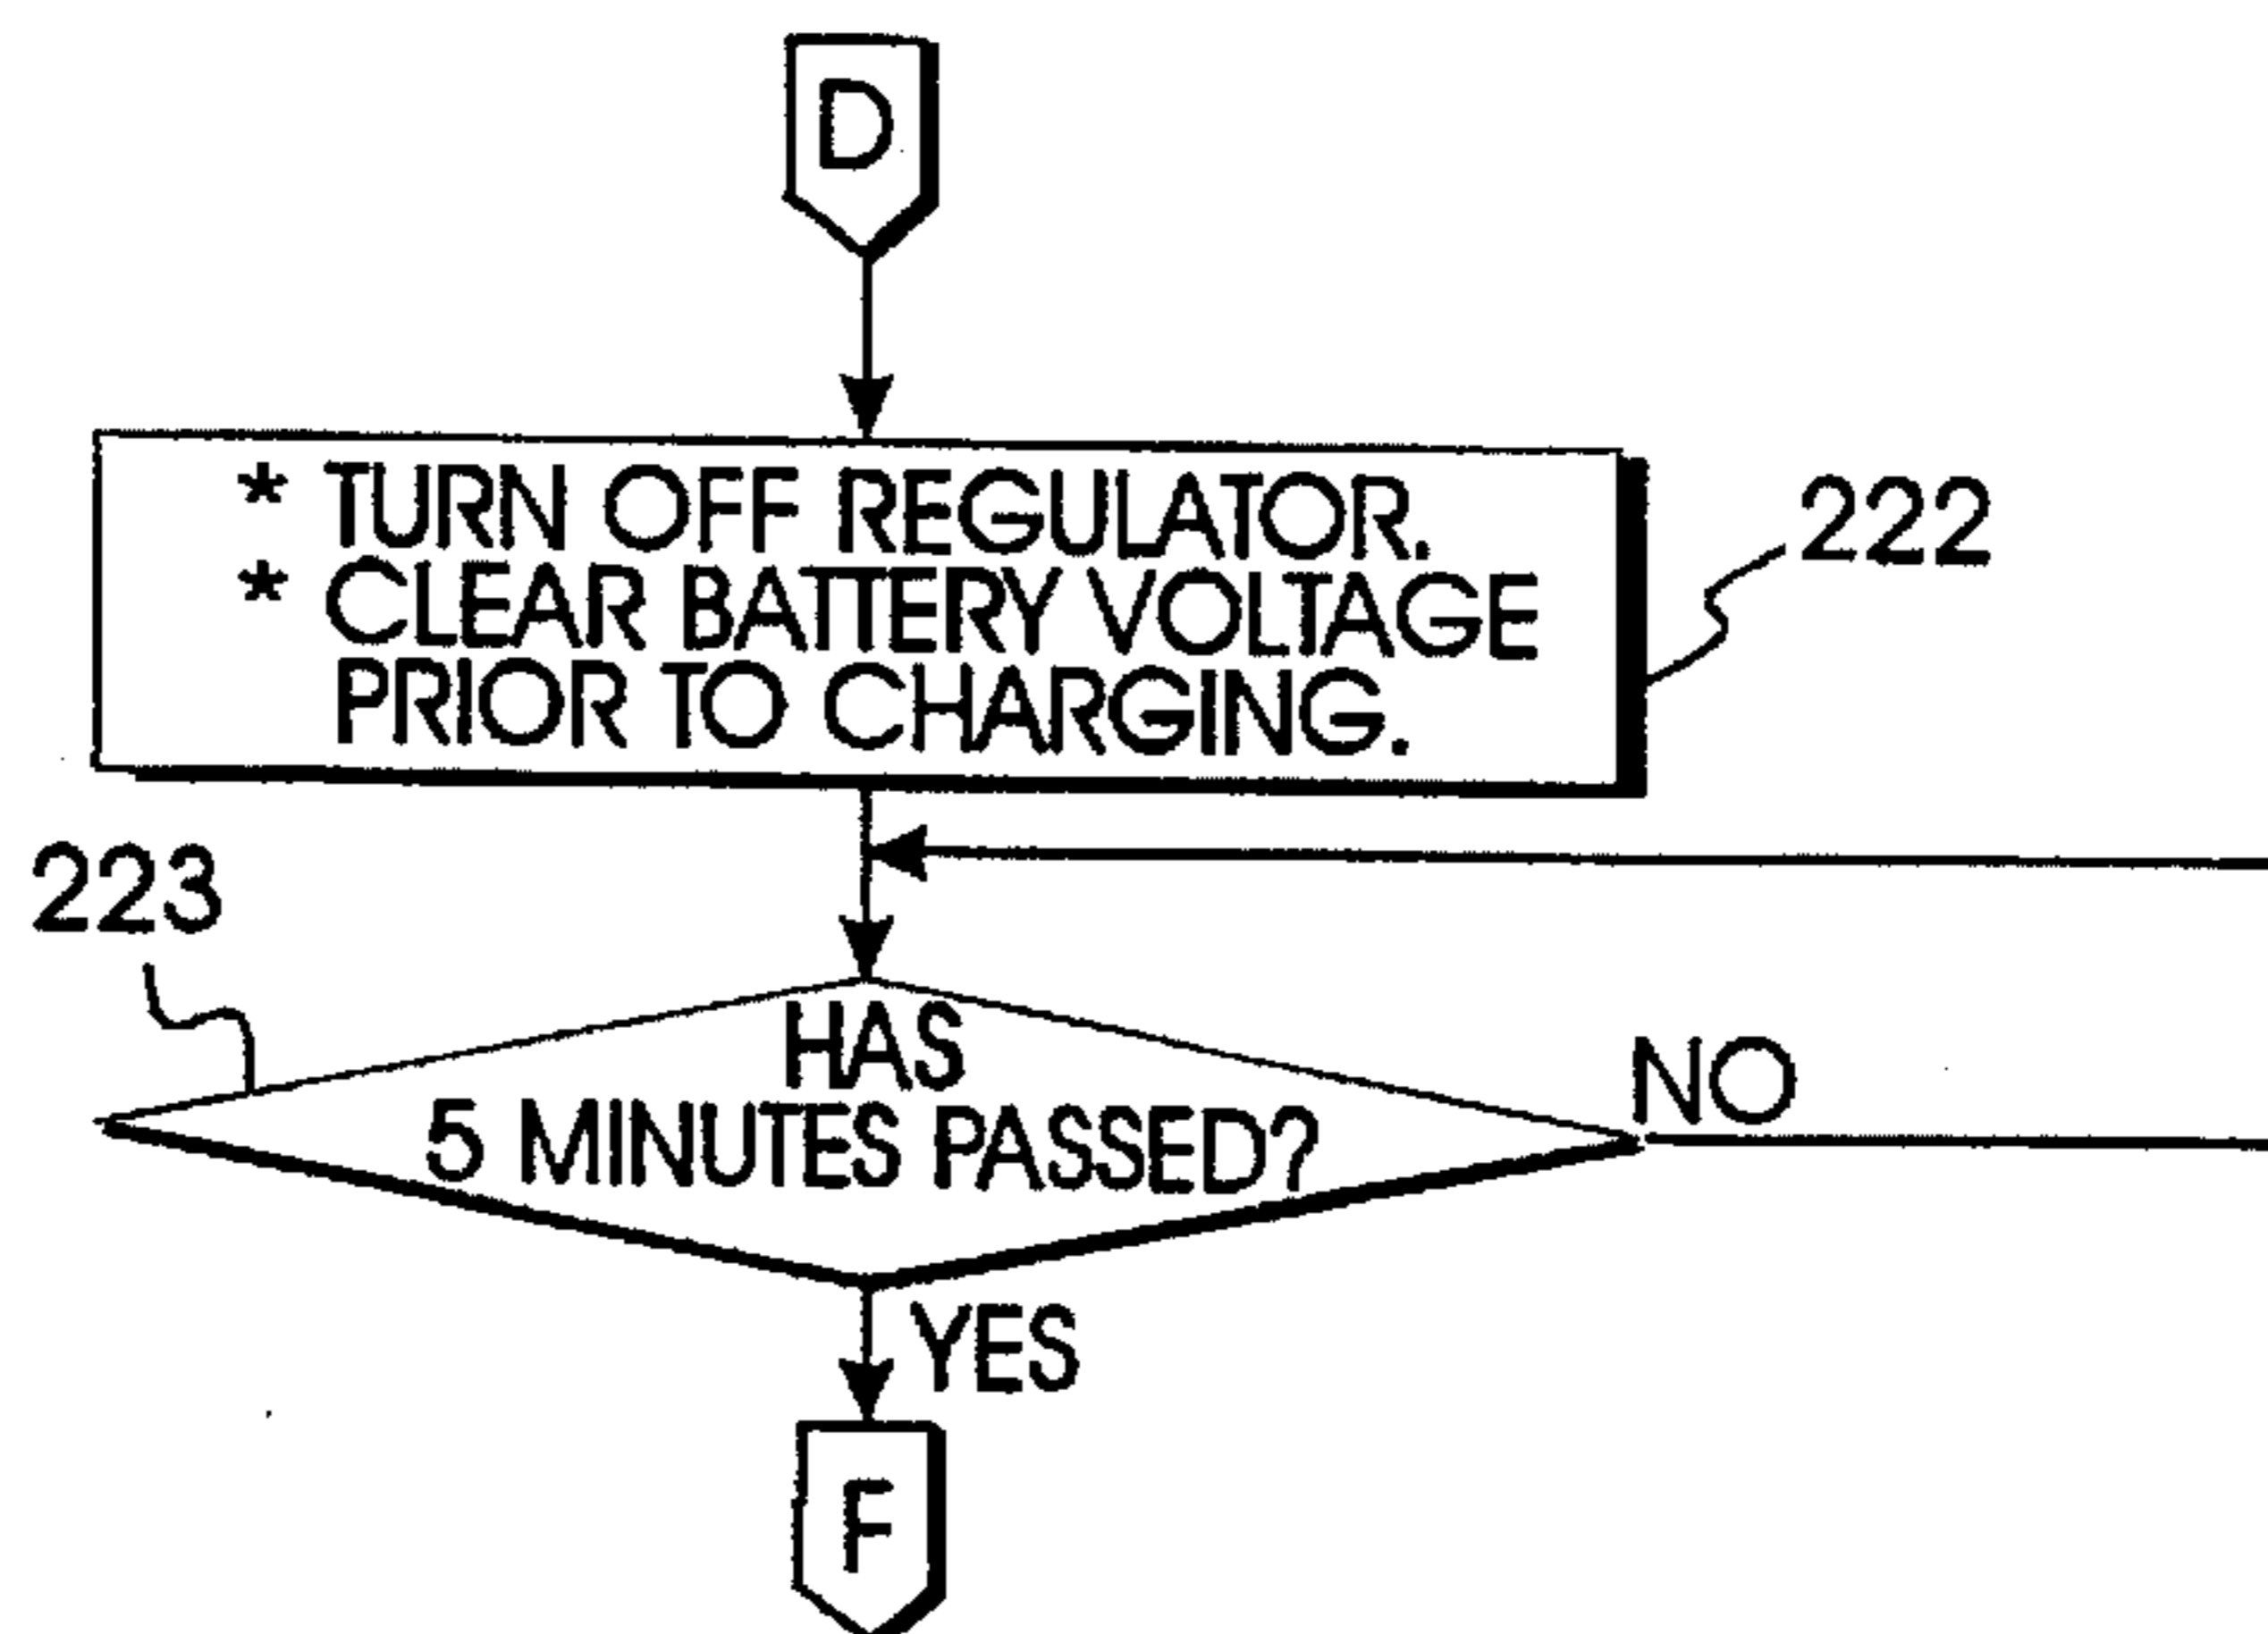 D
* TURN OFF REGULATOR.
* CLEAR BATTERY VOLTAGE
PRIOR TO CHARGING.
222
223
HAS
5 MINUTES PASSED?
NO
YES
F